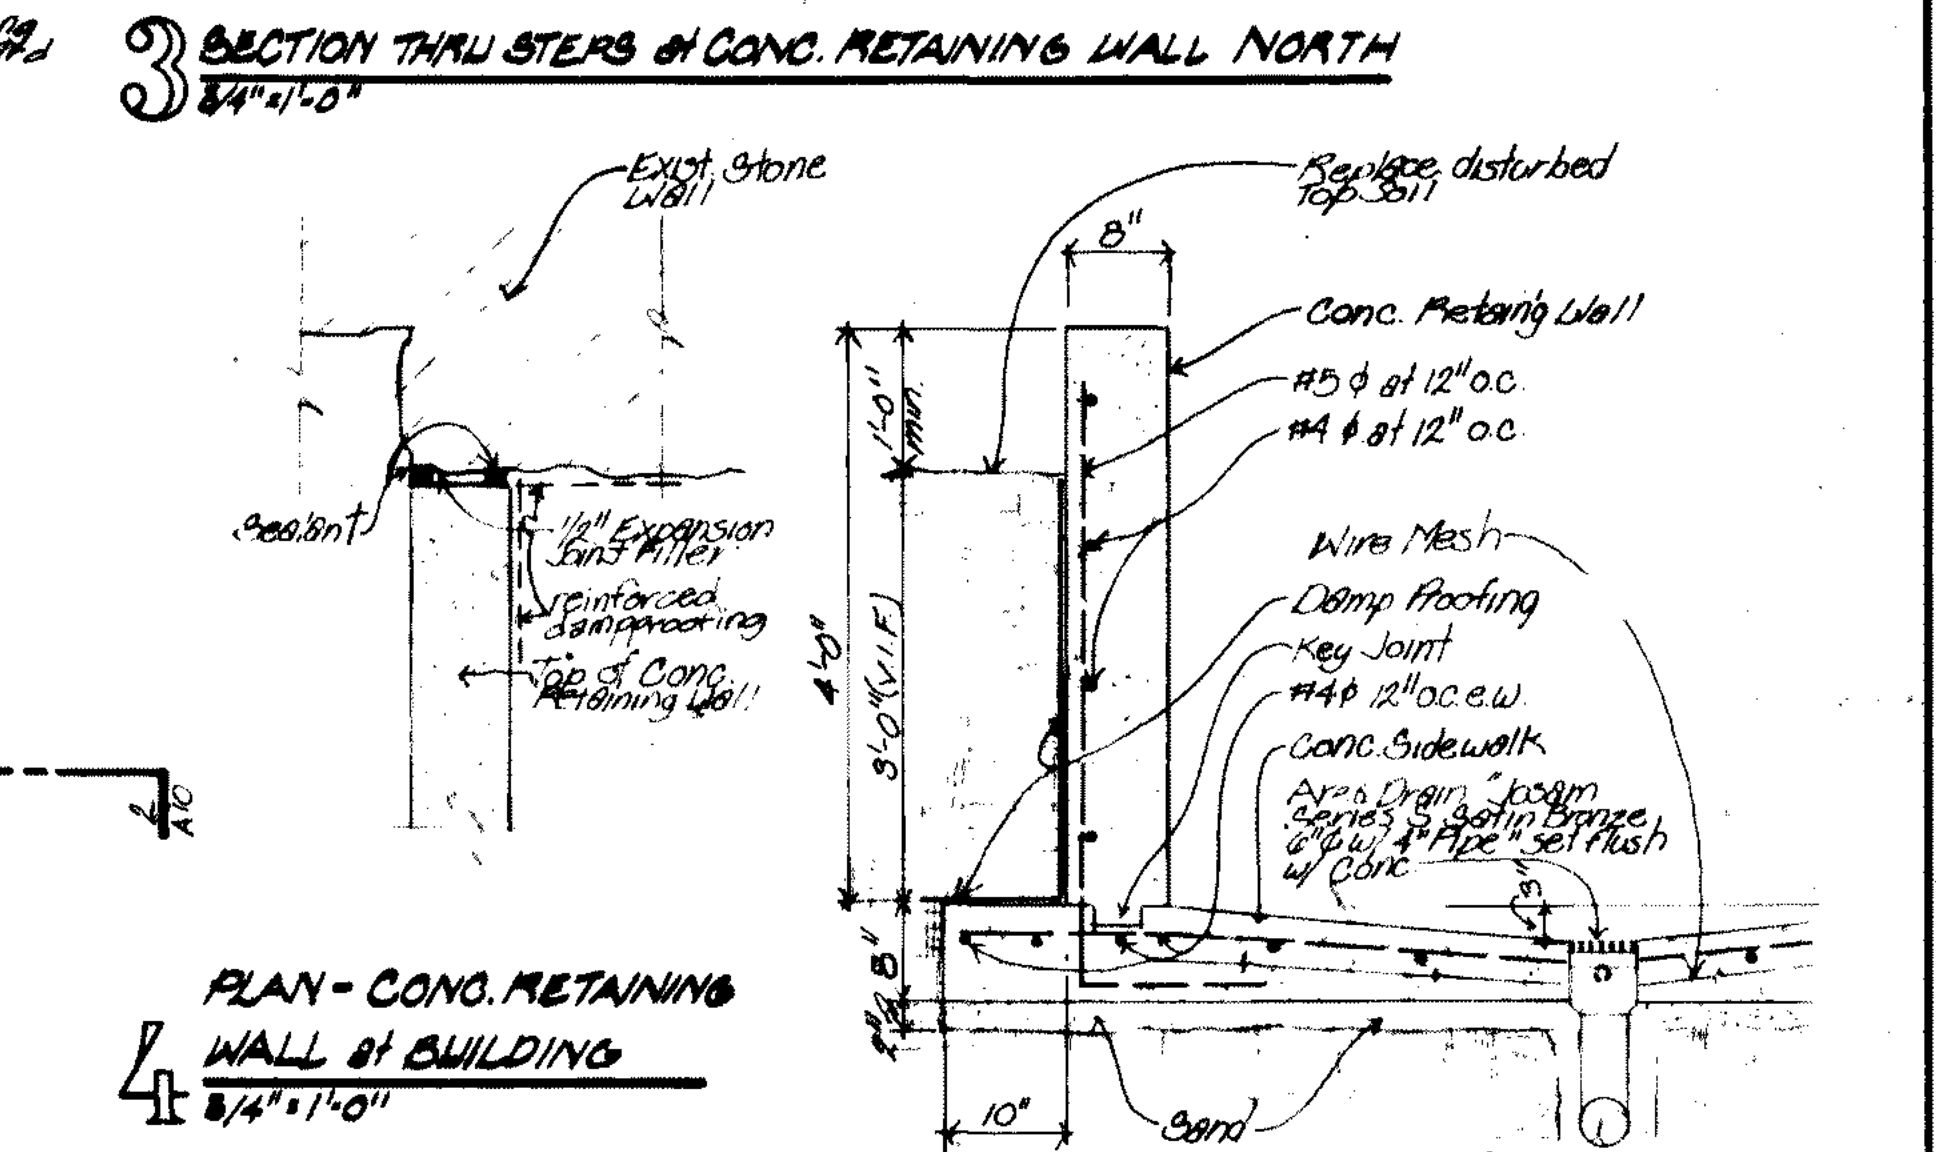 3 SECTION THRU STEPS at CONC. RETAINING WALL NORTH
3/4"=1'-0"
Exist. Stone
Wall
Sealant
1/2" Expansion
Joint Filler
reinforced
dampproofing
Top of Conc.
Retaining Wall
2
A10
4 PLAN - CONC. RETAINING
WALL at BUILDING
3/4"=1'-0"
Replace disturbed
Top Soil
8"
Conc. Retain'g Wall
#5 ϕ at 12" o.c.
#4 ϕ at 12" o.c.
Wire Mesh
Damp Proofing
Key Joint
#4ϕ 12" o.c.e.w.
Conc. Sidewalk
Area Drain "Josam
Series S Satin Bronze
6"ϕ w/ 4" Pipe" set flush
w/ Conc
3"
1'-0"
min.
4'-0"
3'-0" (V.I.F.)
8"
2"
10"
Sand